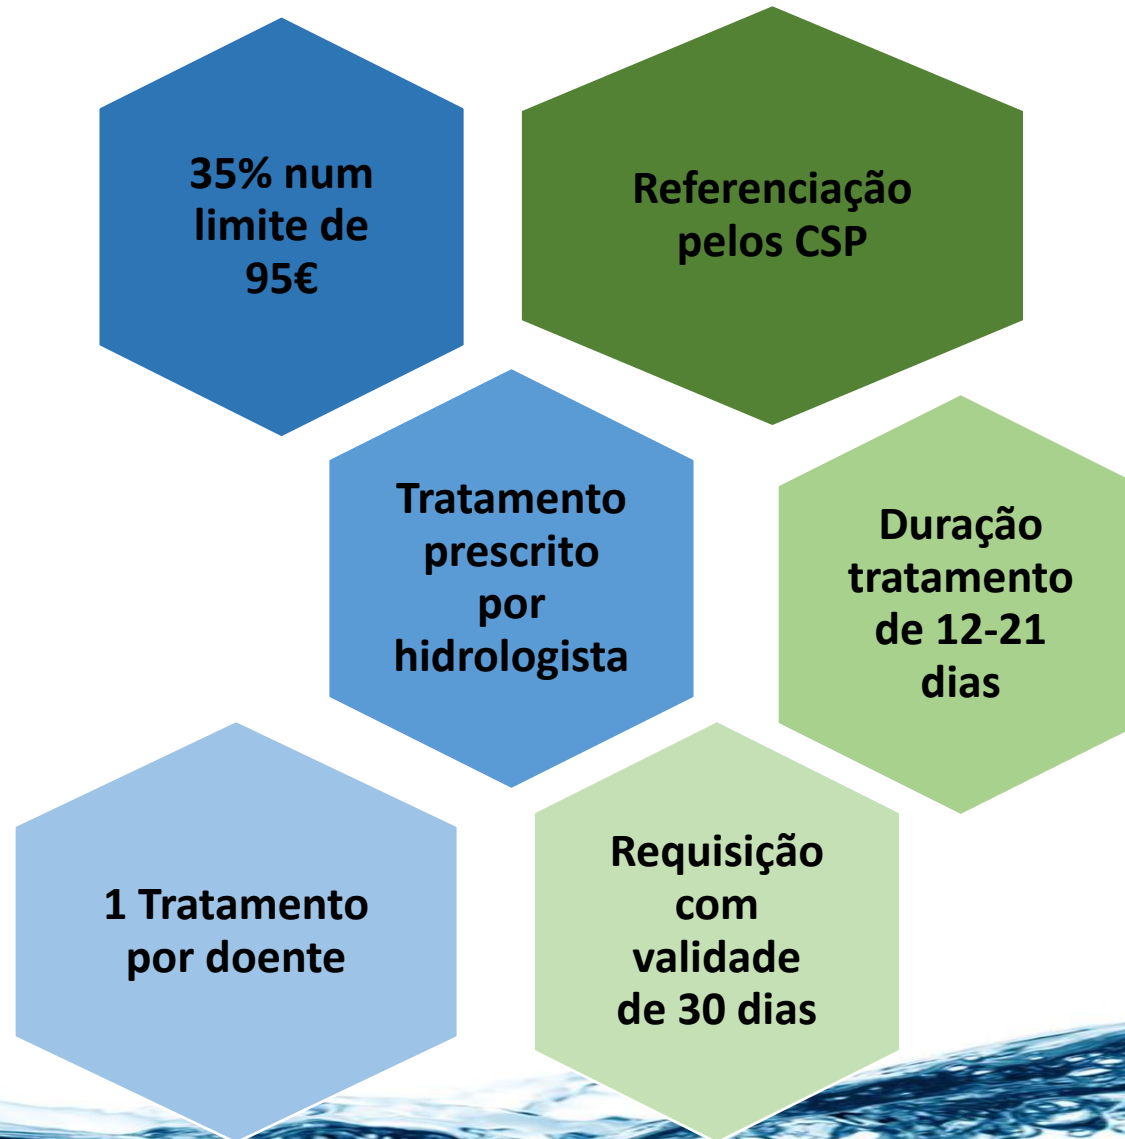 35% num
limite de
95€
Referenciação
pelos CSP
Tratamento
prescrito
por
hidrologista
Duração
tratamento
de 12-21
dias
1 Tratamento
por doente
Requisição
com
validade
de 30 dias